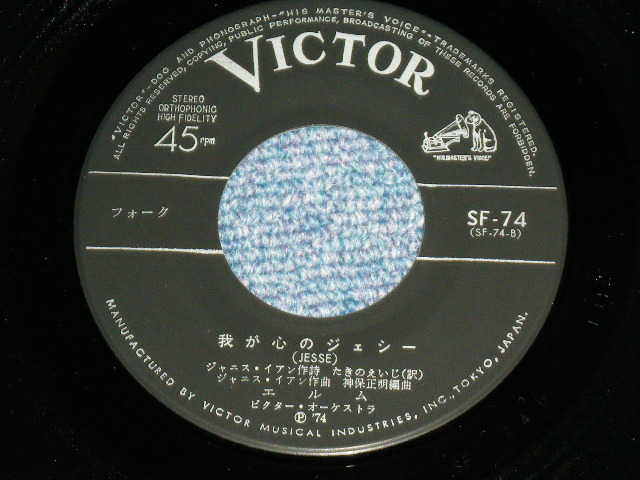 "VICTOR"–DOG AND PHONOGRAPH–"HIS MASTER'S VOICE"–TRADEMARKS REGISTERED.
ALL RIGHTS RESERVED, COPYING, PUBLIC PERFORMANCE, BROADCASTING OF THESE RECORDS ARE FORBIDDEN.
VICTOR
STEREO
ORTHOPHONIC
HIGH FIDELITY
45 rpm
"HIS MASTER'S VOICE"
フォーク
SF-74
(SF-74-B)
我が心のジェシー
(JESSE)
ジャニス・イアン作詩 たきのえいじ(訳)
ジャニス・イアン作曲 神保正明編曲
エルム
ビクター・オーケストラ
Ⓟ '74
MANUFACTURED BY VICTOR MUSICAL INDUSTRIES, INC., TOKYO, JAPAN.